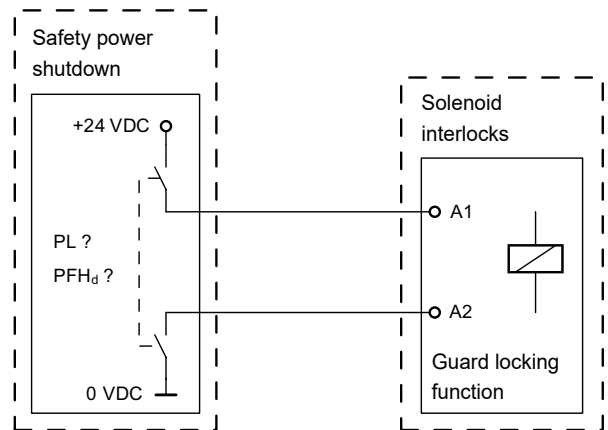 Safety power
shutdown
+24 VDC
PL ?
PFHd ?
0 VDC
Solenoid
interlocks
A1
A2
Guard locking
function